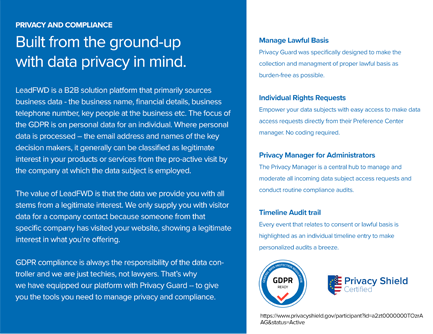 PRIVACY AND COMPLIANCE
Built from the ground-up
with data privacy in mind.
LeadFWD is a B2B solution platform that primarily sources
business data - the business name, financial details, business
telephone number, key people at the business etc. The focus of
the GDPR is on personal data for an individual. Where personal
data is processed – the email address and names of the key
decision makers, it generally can be classified as legitimate
interest in your products or services from the pro-active visit by
the company at which the data subject is employed.
The value of LeadFWD is that the data we provide you with all
stems from a legitimate interest. We only supply you with visitor
data for a company contact because someone from that
specific company has visited your website, showing a legitimate
interest in what you're offering.
GDPR compliance is always the responsibility of the data con-
troller and we are just techies, not lawyers. That's why
we have equipped our platform with Privacy Guard – to give
you the tools you need to manage privacy and compliance.
Manage Lawful Basis
Privacy Guard was specifically designed to make the
collection and managment of proper lawful basis as
burden-free as possible.
Individual Rights Requests
Empower your data subjects with easy access to make data
access requests directly from their Preference Center
manager. No coding required.
Privacy Manager for Administrators
The Privacy Manager is a central hub to manage and
moderate all incoming data subject access requests and
conduct routine compliance audits.
Timeline Audit trail
Every event that relates to consent or lawful basis is
highlighted as an individual timeline entry to make
personalized audits a breeze.
GDPR
READY
Privacy Shield
Certified
https://www.privacyshield.gov/participant?id=a2zt0000000TOzrA
AG&status=Active